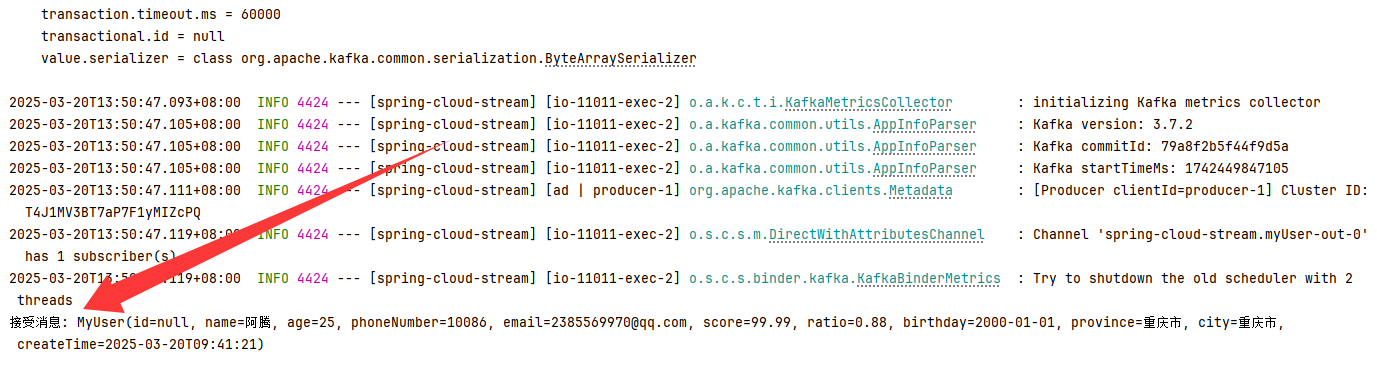 transaction.timeout.ms = 60000
transactional.id = null
value.serializer = class org.apache.kafka.common.serialization.ByteArraySerializer
2025-03-20T13:50:47.093+08:00  INFO 4424 --- [spring-cloud-stream] [io-11011-exec-2] o.a.k.c.t.i.KafkaMetricsCollector        : initializing Kafka metrics collector
2025-03-20T13:50:47.105+08:00  INFO 4424 --- [spring-cloud-stream] [io-11011-exec-2] o.a.kafka.common.utils.AppInfoParser     : Kafka version: 3.7.2
2025-03-20T13:50:47.105+08:00  INFO 4424 --- [spring-cloud-stream] [io-11011-exec-2] o.a.kafka.common.utils.AppInfoParser     : Kafka commitId: 79a8f2b5f44f9d5a
2025-03-20T13:50:47.105+08:00  INFO 4424 --- [spring-cloud-stream] [io-11011-exec-2] o.a.kafka.common.utils.AppInfoParser     : Kafka startTimeMs: 1742449847105
2025-03-20T13:50:47.111+08:00  INFO 4424 --- [spring-cloud-stream] [ad | producer-1] org.apache.kafka.clients.Metadata        : [Producer clientId=producer-1] Cluster ID:
T4J1MV3BT7aP7F1yMIZcPQ
2025-03-20T13:50:47.119+08:00  INFO 4424 --- [spring-cloud-stream] [io-11011-exec-2] o.s.c.s.m.DirectWithAttributesChannel    : Channel 'spring-cloud-stream.myUser-out-0'
has 1 subscriber(s).
2025-03-20T13:50:47.119+08:00  INFO 4424 --- [spring-cloud-stream] [io-11011-exec-2] o.s.c.s.binder.kafka.KafkaBinderMetrics  : Try to shutdown the old scheduler with 2
threads
接受消息: MyUser(id=null, name=阿腾, age=25, phoneNumber=10086, email=2385569970@qq.com, score=99.99, ratio=0.88, birthday=2000-01-01, province=重庆市, city=重庆市,
createTime=2025-03-20T09:41:21)